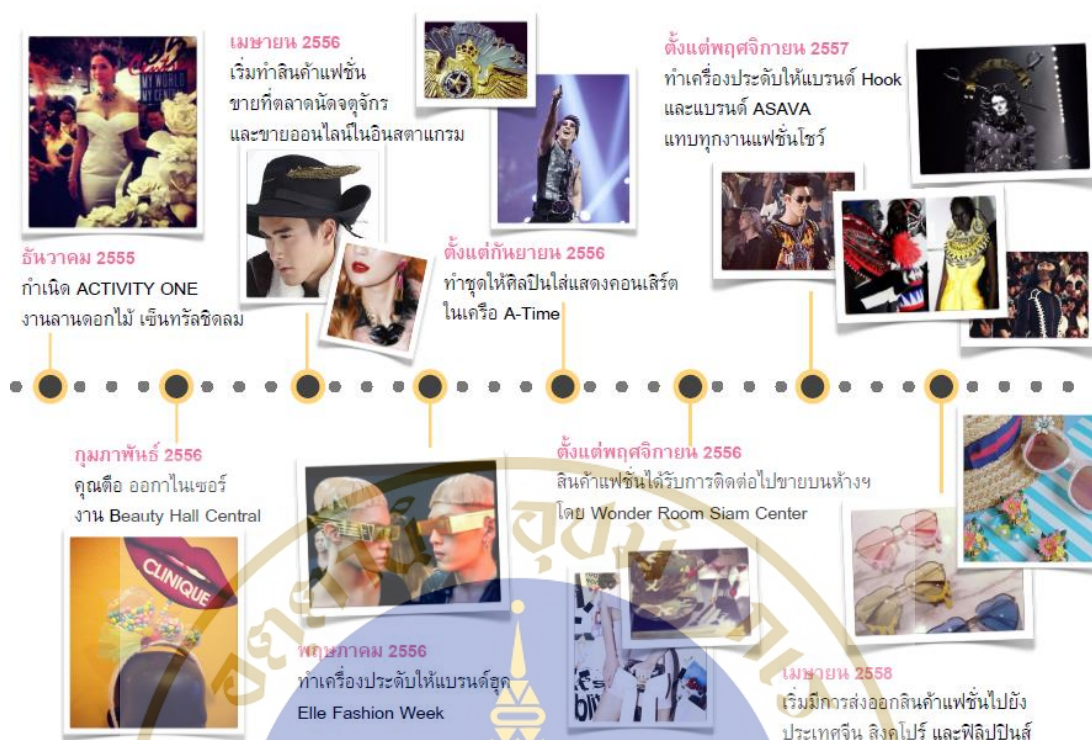 ธันวาคม 2555
กำเนิด ACTIVITY ONE
งานลานดอกไม้ เซ็นทรัลชิดลม
กุมภาพันธ์ 2556
คุณตือ ออกาไนเซอร์
งาน Beauty Hall Central
CLINIQUE
เมษายน 2556
เริ่มทำสินค้าแฟชั่น
ขายที่ตลาดนัดจตุจักร
และขายออนไลน์ในอินสตาแกรม
พฤษภาคม 2556
ทำเครื่องประดับให้แบรนด์ฮุค
Elle Fashion Week
ตั้งแต่กันยายน 2556
ทำชุดให้ศิลปินใส่แสดงคอนเสิร์ต
ในเครือ A-Time
ตั้งแต่พฤศจิกายน 2556
สินค้าแฟชั่นได้รับการติดต่อไปขายบนห้างฯ
โดย Wonder Room Siam Center
ตั้งแต่พฤศจิกายน 2557
ทำเครื่องประดับให้แบรนด์ Hook
และแบรนด์ ASAVA
แทบทุกงานแฟชั่นโชว์
เมษายน 2558
เริ่มมีการส่งออกสินค้าแฟชั่นไปยัง
ประเทศจีน สิงคโปร์ และฟิลิปปินส์